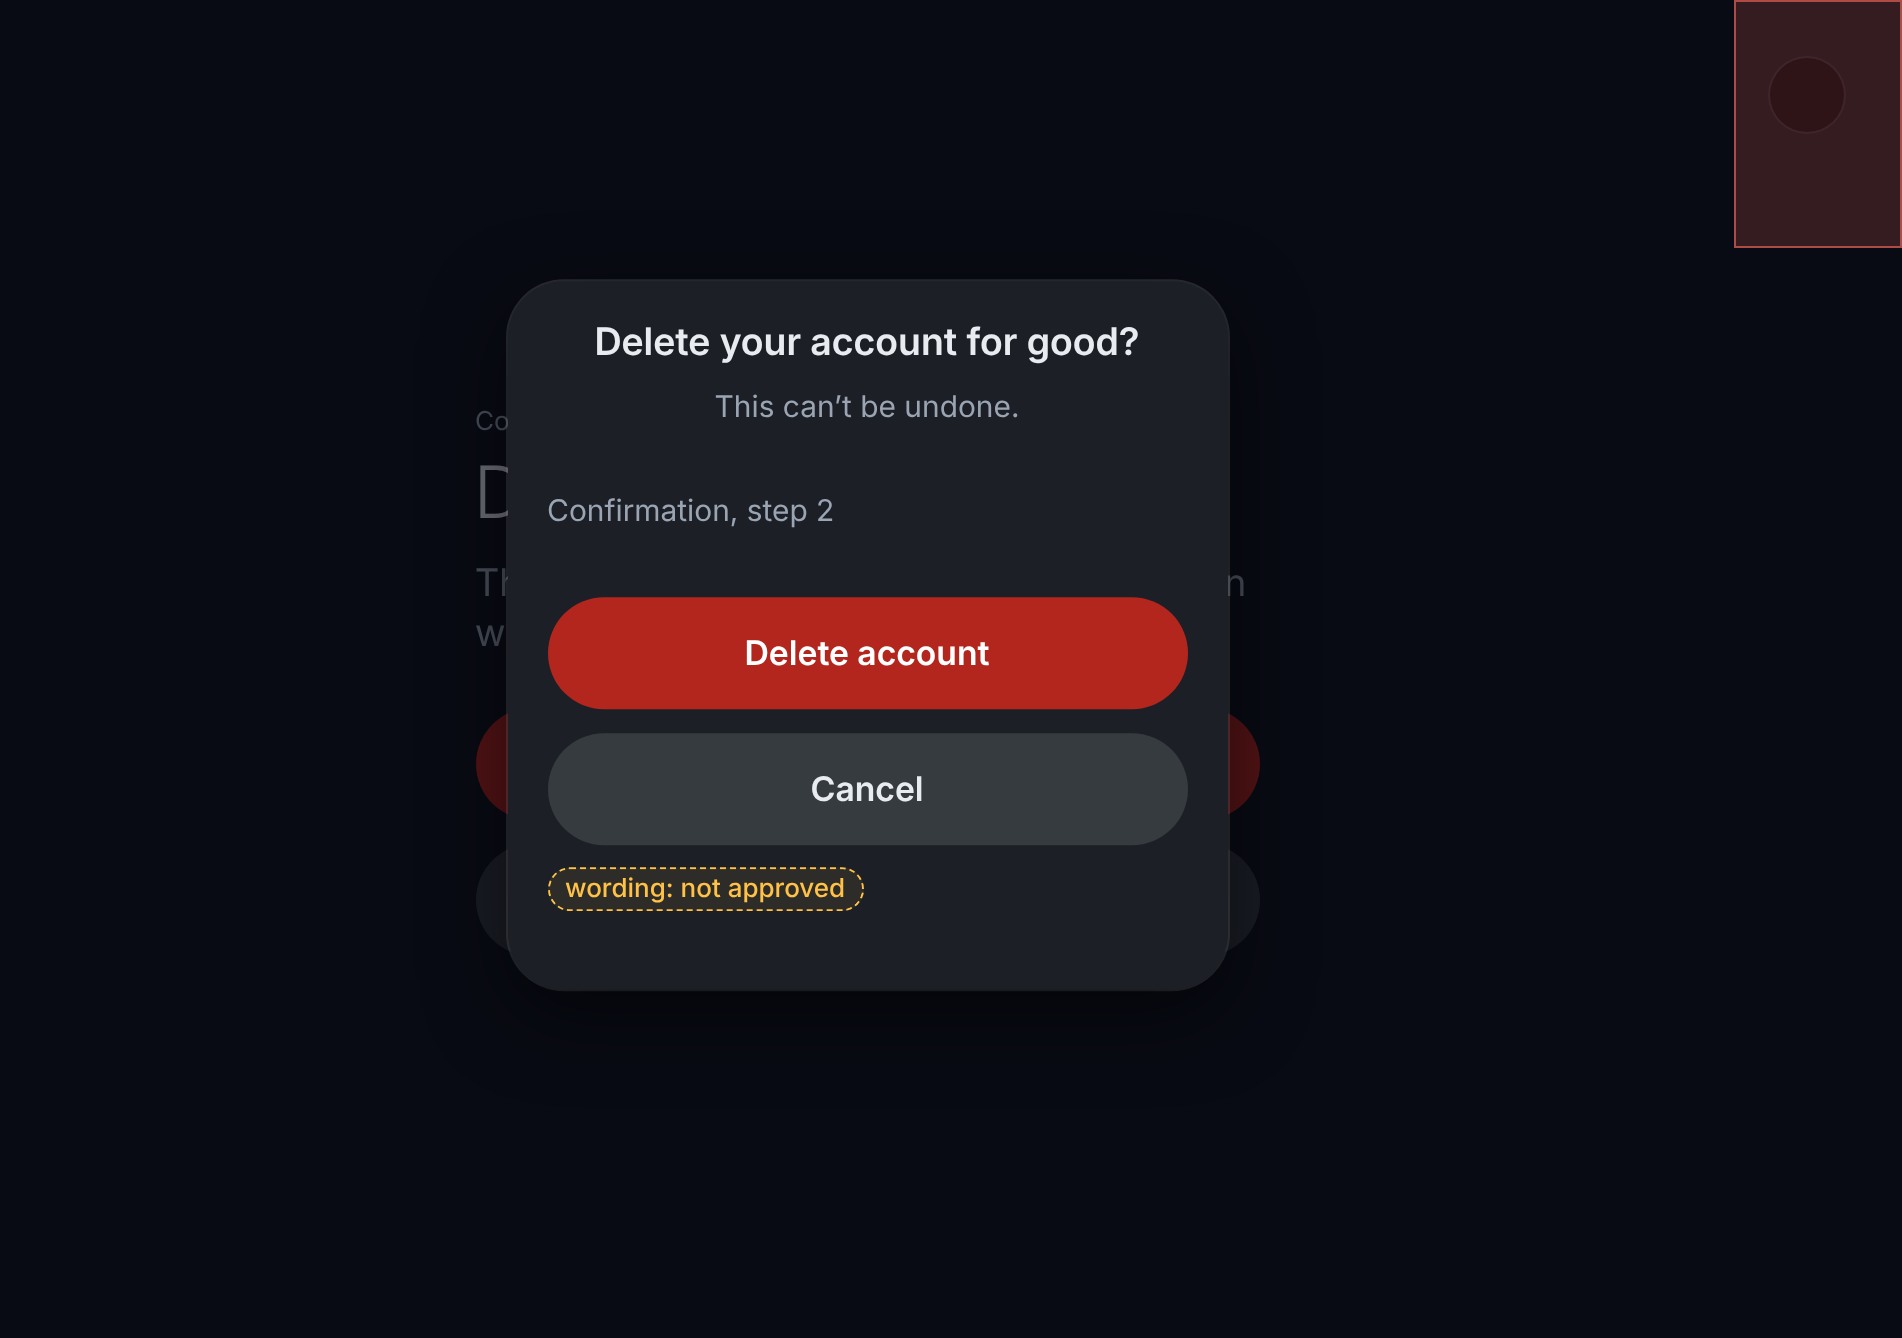 Delete your account for good?
This can’t be undone.
Confirmation, step 2
Delete account
Cancel
wording: not approved